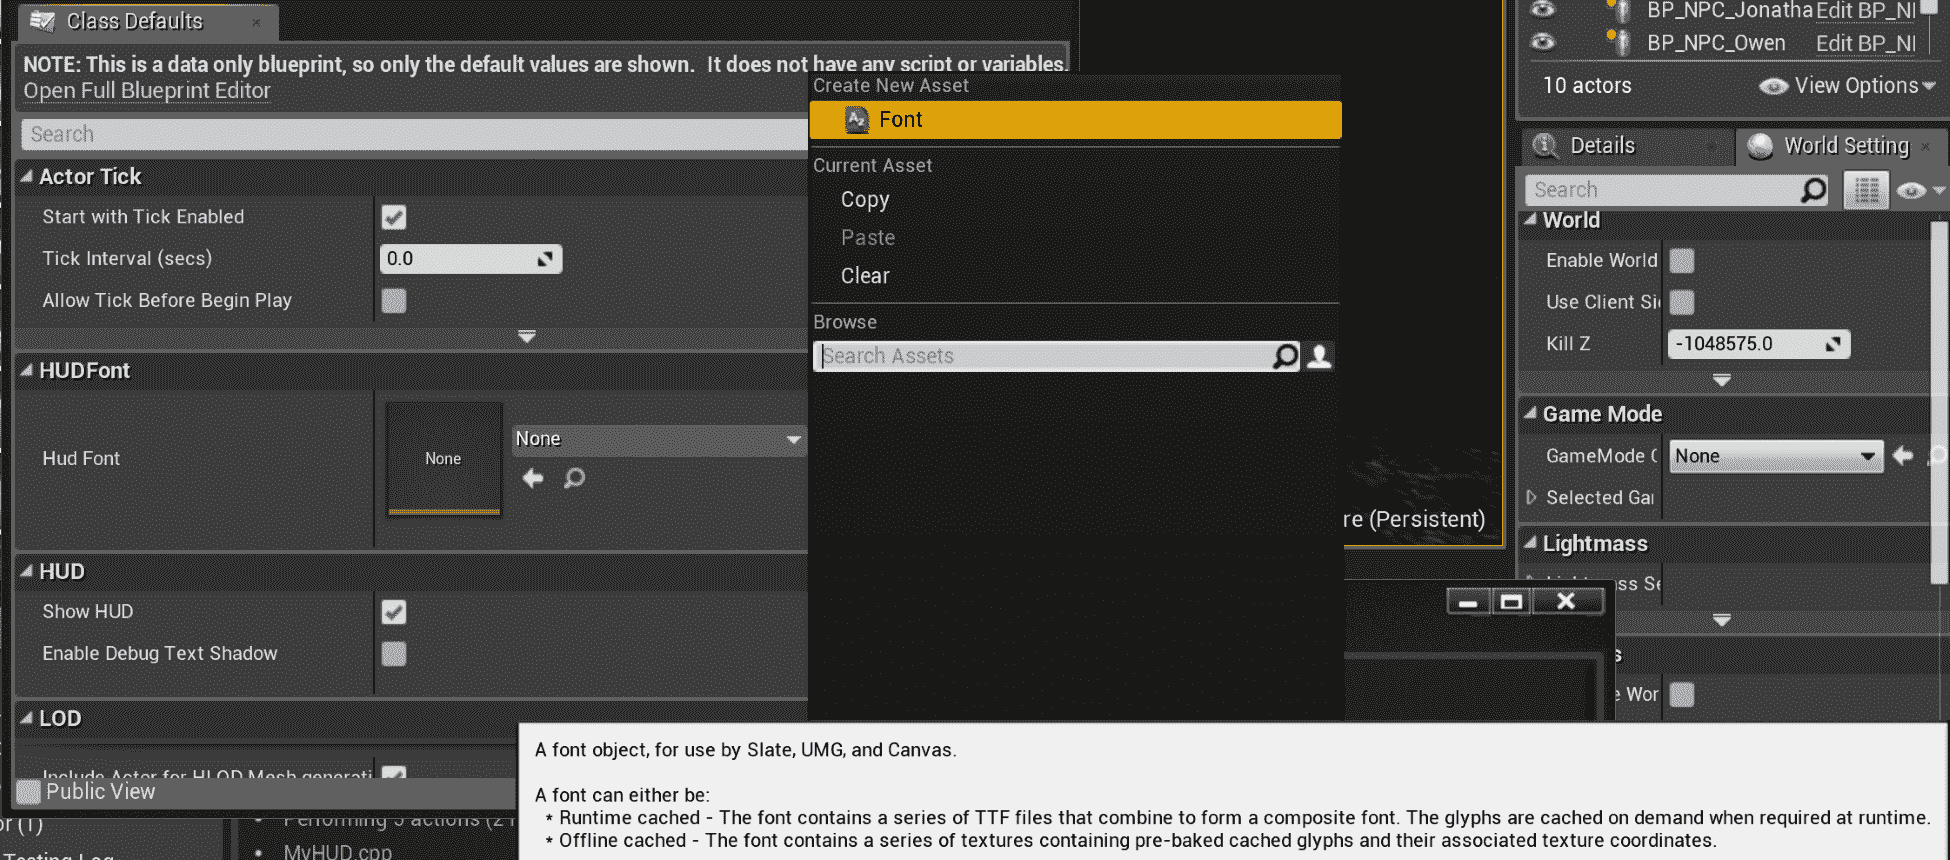 Class Defaults
NOTE: This is a data only blueprint, so only the default values are shown.  It does not have any script or variables.
Open Full Blueprint Editor
Search
Actor Tick
Start with Tick Enabled
Tick Interval (secs)
0.0
Allow Tick Before Begin Play
HUDFont
Hud Font
None
None
HUD
Show HUD
Enable Debug Text Shadow
LOD
Include Actor for HLOD Mesh generati
Public View
Create New Asset
Font
Current Asset
Copy
Paste
Clear
Browse
Search Assets
re (Persistent)
BP_NPC_Jonatha Edit BP_NI
BP_NPC_Owen Edit BP_NI
10 actors
View Options
Details
World Setting
Search
World
Enable World
Use Client Si
Kill Z
-1048575.0
Game Mode
GameMode
None
Selected Gar
Lightmass
ss Se
s
e Wor
A font object, for use by Slate, UMG, and Canvas.
A font can either be:
* Runtime cached - The font contains a series of TTF files that combine to form a composite font. The glyphs are cached on demand when required at runtime.
* Offline cached - The font contains a series of textures containing pre-baked cached glyphs and their associated texture coordinates.
or (1)
Performing 5 actions (21
Testing Log
MyHUD.cpp